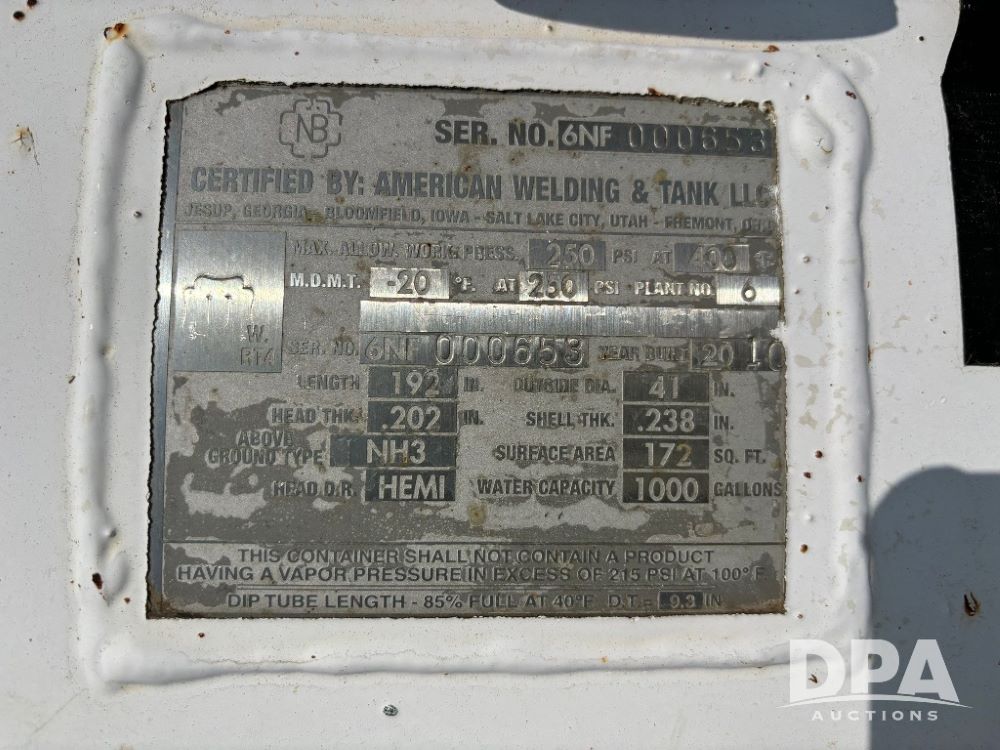 NB
SER. NO. 6NF 000653
CERTIFIED BY: AMERICAN WELDING & TANK LLC
JESUP, GEORGIA - BLOOMFIELD, IOWA - SALT LAKE CITY, UTAH - FREMONT,
MAX. ALLOW. WORK. PRESS. 250 PSI AT 400 °F
M.D.M.T. -20 °F. AT 250 PSI PLANT NO 6
W.
RT4
SER. NO. 6NF 000653 YEAR BUILT 2010
LENGTH 192 IN. OUTSIDE DIA. 41 IN.
HEAD THK. .202 IN. SHELL THK. .238 IN.
ABOVE
GROUND TYPE NH3 SURFACE AREA 172 SQ. FT.
HEAD D.R. HEMI WATER CAPACITY 1000 GALLONS
THIS CONTAINER SHALL NOT CONTAIN A PRODUCT
HAVING A VAPOR PRESSURE IN EXCESS OF 215 PSI AT 100° F.
DIP TUBE LENGTH - 85% FULL AT 40°F. D.T. = 9.3 IN
DPA
AUCTIONS